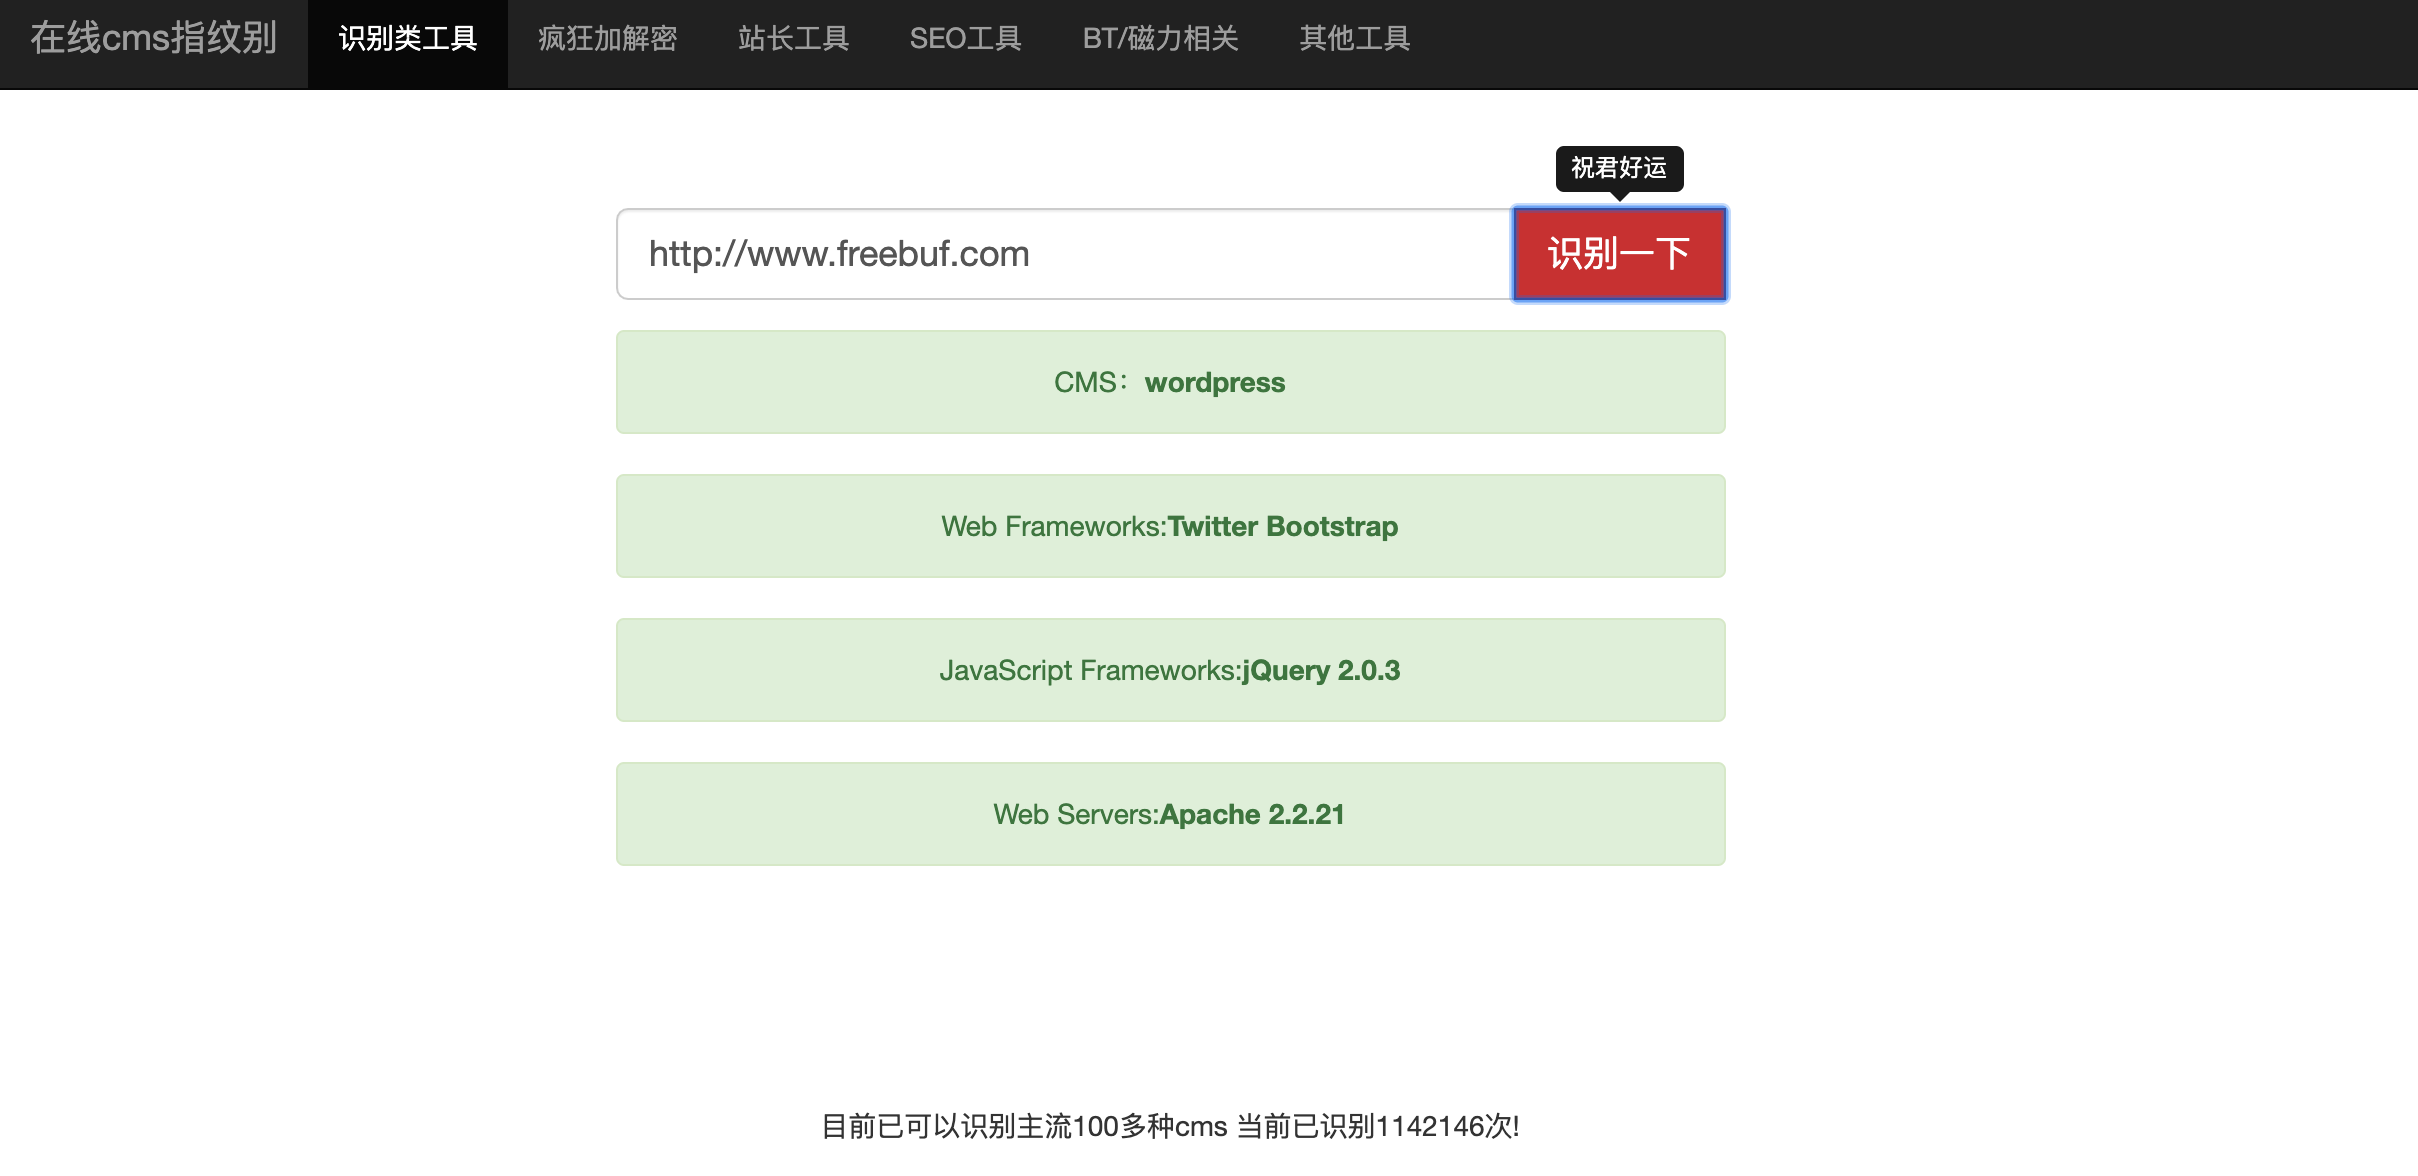 在线cms指纹别 识别类工具 疯狂加解密 站长工具 SEO工具 BT/磁力相关 其他工具
祝君好运
http://www.freebuf.com 识别一下
CMS：wordpress
Web Frameworks:Twitter Bootstrap
JavaScript Frameworks:jQuery 2.0.3
Web Servers:Apache 2.2.21
目前已可以识别主流100多种cms 当前已识别1142146次!